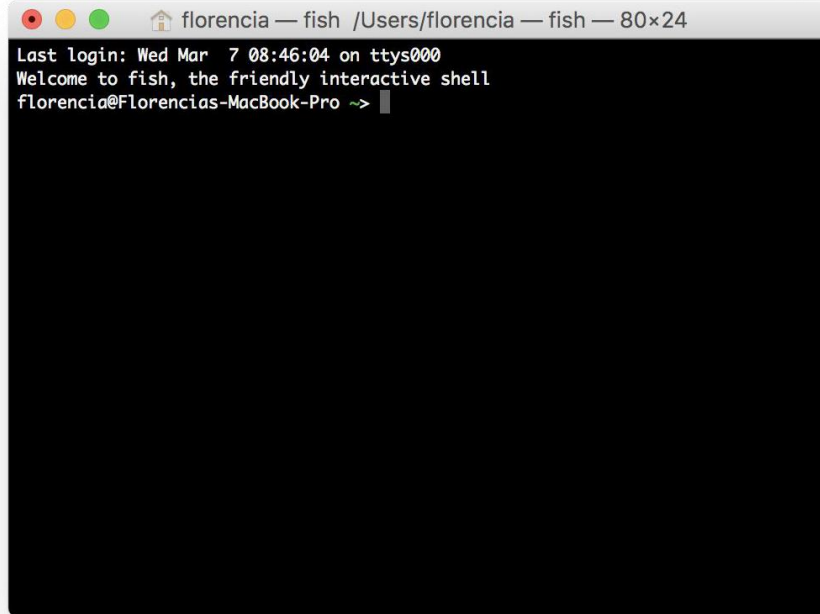 florencia — fish  /Users/florencia — fish — 80×24
Last login: Wed Mar  7 08:46:04 on ttys000
Welcome to fish, the friendly interactive shell
florencia@Florencias-MacBook-Pro ~>